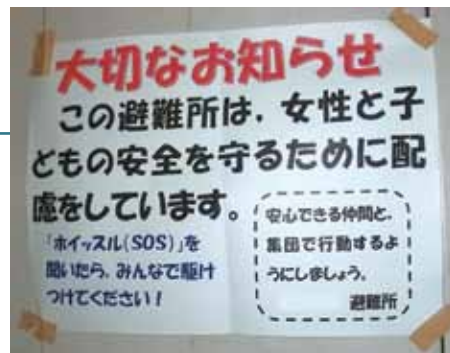 大切なお知らせ
この避難所は、女性と子
どもの安全を守るために配
慮をしています。
「ホイッスル(SOS)」を
聞いたら、みんなで駆け
つけてください！
安心できる仲間と、
集団で行動するよ
うにしましょう。
避難所